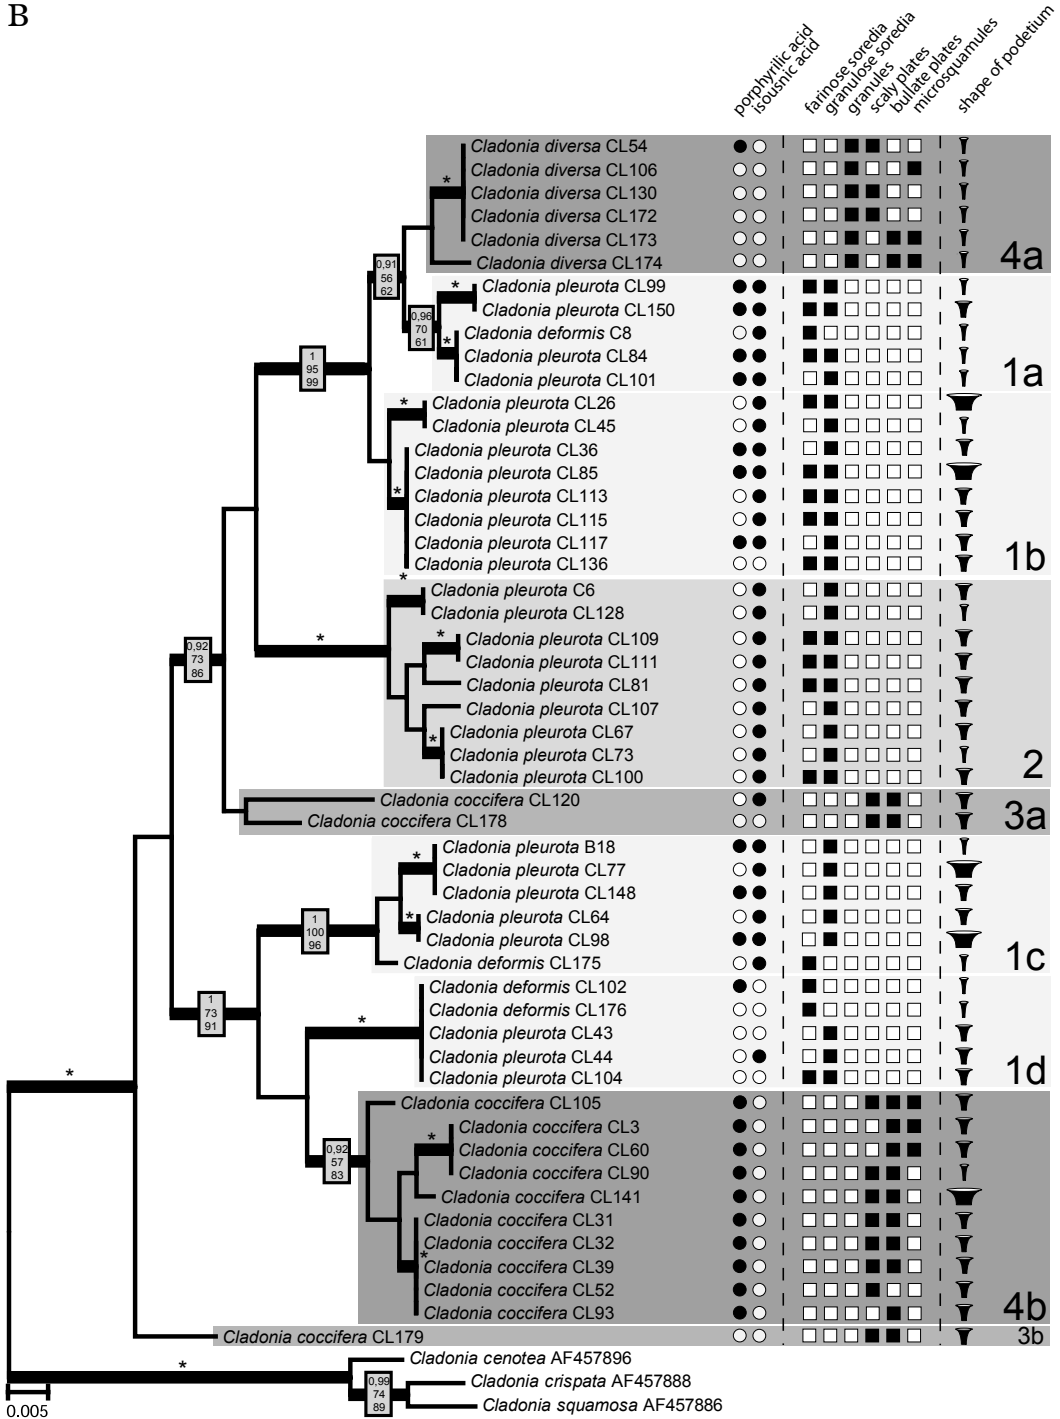 B
porphyrilic acid
isousnic acid
farinose soredia
granulose soredia
granules
scaly plates
bullate plates
microsquamules
shape of podetium
Cladonia diversa CL54
Cladonia diversa CL106
Cladonia diversa CL130
Cladonia diversa CL172
Cladonia diversa CL173
Cladonia diversa CL174
4a
*
0,91
56
62
Cladonia pleurota CL99
Cladonia pleurota CL150
Cladonia deformis C8
Cladonia pleurota CL84
Cladonia pleurota CL101
1a
*
0,96
70
61
*
1
95
99
Cladonia pleurota CL26
Cladonia pleurota CL45
Cladonia pleurota CL36
Cladonia pleurota CL85
Cladonia pleurota CL113
Cladonia pleurota CL115
Cladonia pleurota CL117
Cladonia pleurota CL136
1b
*
*
*
Cladonia pleurota C6
Cladonia pleurota CL128
Cladonia pleurota CL109
Cladonia pleurota CL111
Cladonia pleurota CL81
Cladonia pleurota CL107
Cladonia pleurota CL67
Cladonia pleurota CL73
Cladonia pleurota CL100
2
*
*
*
0,92
73
86
Cladonia coccifera CL120
Cladonia coccifera CL178
3a
Cladonia pleurota B18
Cladonia pleurota CL77
Cladonia pleurota CL148
Cladonia pleurota CL64
Cladonia pleurota CL98
Cladonia deformis CL175
1c
*
*
1
100
96
Cladonia deformis CL102
Cladonia deformis CL176
Cladonia pleurota CL43
Cladonia pleurota CL44
Cladonia pleurota CL104
1d
*
1
73
91
*
Cladonia coccifera CL105
Cladonia coccifera CL3
Cladonia coccifera CL60
Cladonia coccifera CL90
Cladonia coccifera CL141
Cladonia coccifera CL31
Cladonia coccifera CL32
Cladonia coccifera CL39
Cladonia coccifera CL52
Cladonia coccifera CL93
4b
*
0,92
57
83
*
Cladonia coccifera CL179
3b
Cladonia cenotea AF457896
Cladonia crispata AF457888
Cladonia squamosa AF457886
*
0,99
74
89
0.005